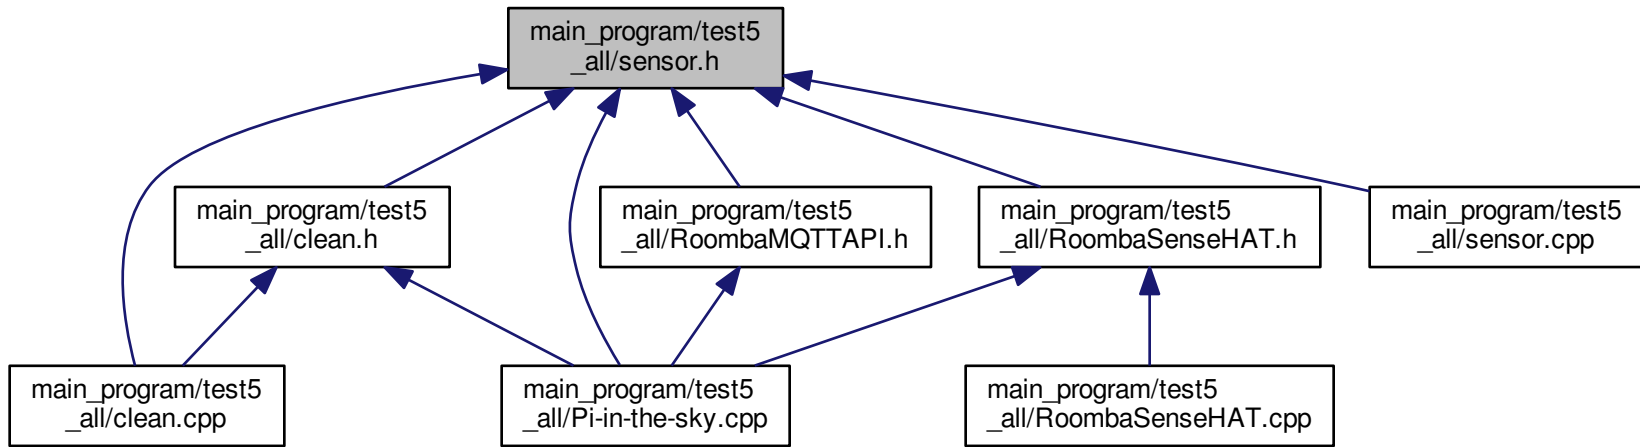 main_program/test5
_all/sensor.h
main_program/test5
_all/clean.h
main_program/test5
_all/RoombaMQTTAPI.h
main_program/test5
_all/RoombaSenseHAT.h
main_program/test5
_all/sensor.cpp
main_program/test5
_all/clean.cpp
main_program/test5
_all/Pi-in-the-sky.cpp
main_program/test5
_all/RoombaSenseHAT.cpp